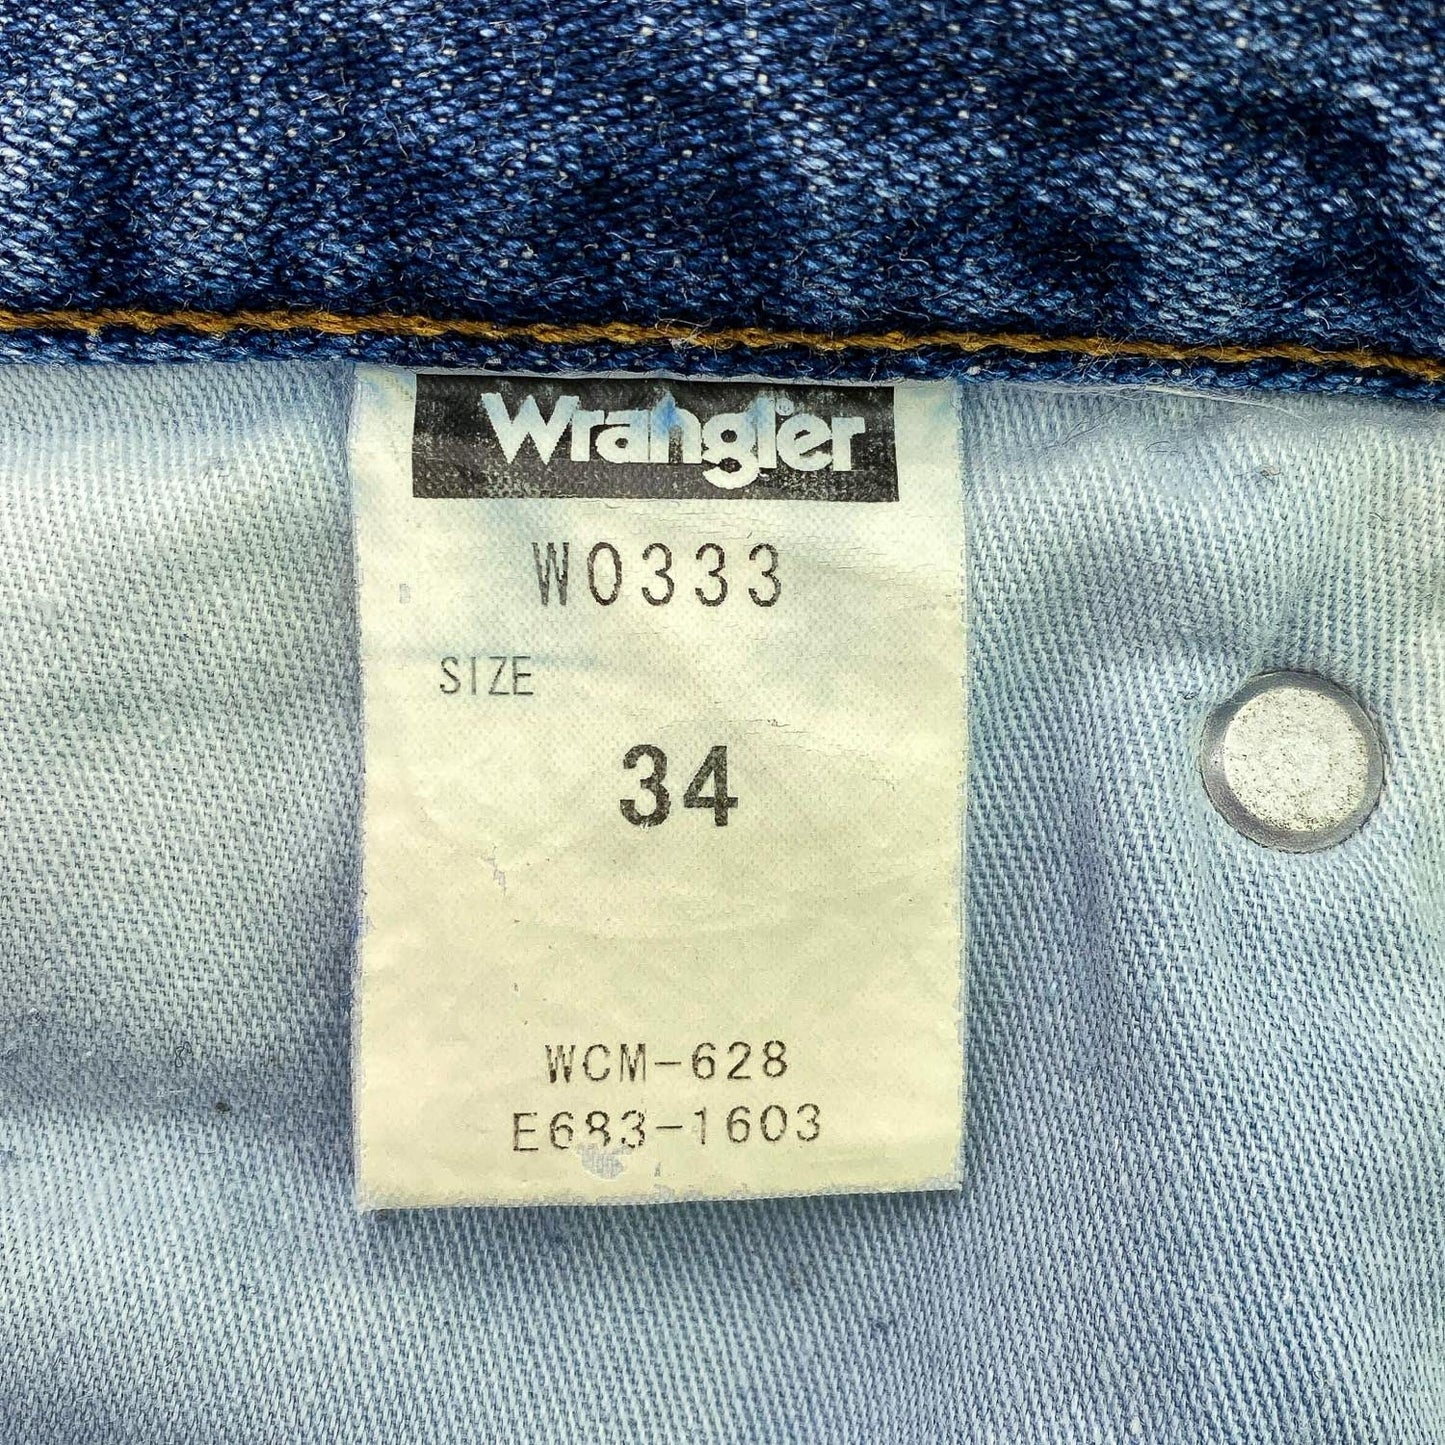 Wrangler
W0333
SIZE
34
WCM-628
E683-1603